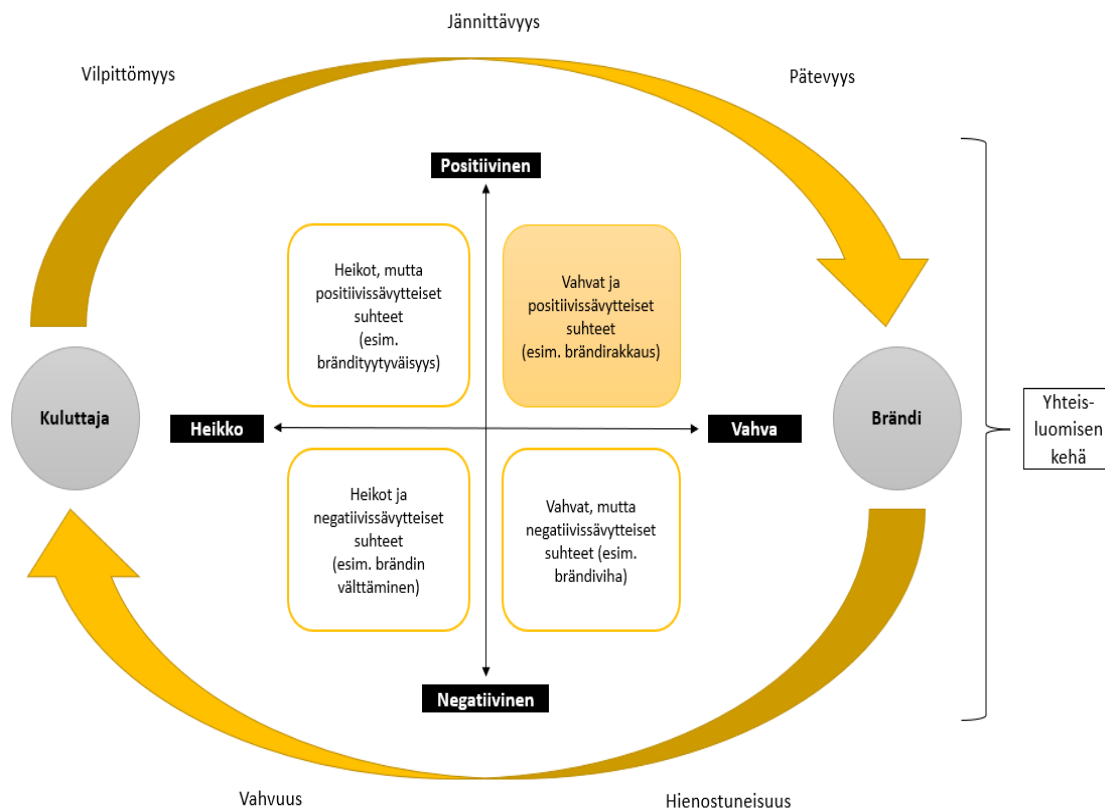 Jännittävyys
Vilpittömyys
Pätevyys
Positiivinen
Heikot, mutta
positiivissävytteiset
suhteet
(esim.
brändityytyväisyys)
Vahvat ja
positiivissävytteiset
suhteet
(esim. brändirakkaus)
Kuluttaja
Heikko
Vahva
Brändi
Yhteis-
luomisen
kehä
Heikot ja
negatiivissävytteiset
suhteet
(esim. brändin
välttäminen)
Vahvat, mutta
negatiivissävytteiset
suhteet (esim.
brändiviha)
Negatiivinen
Vahvuus
Hienostuneisuus